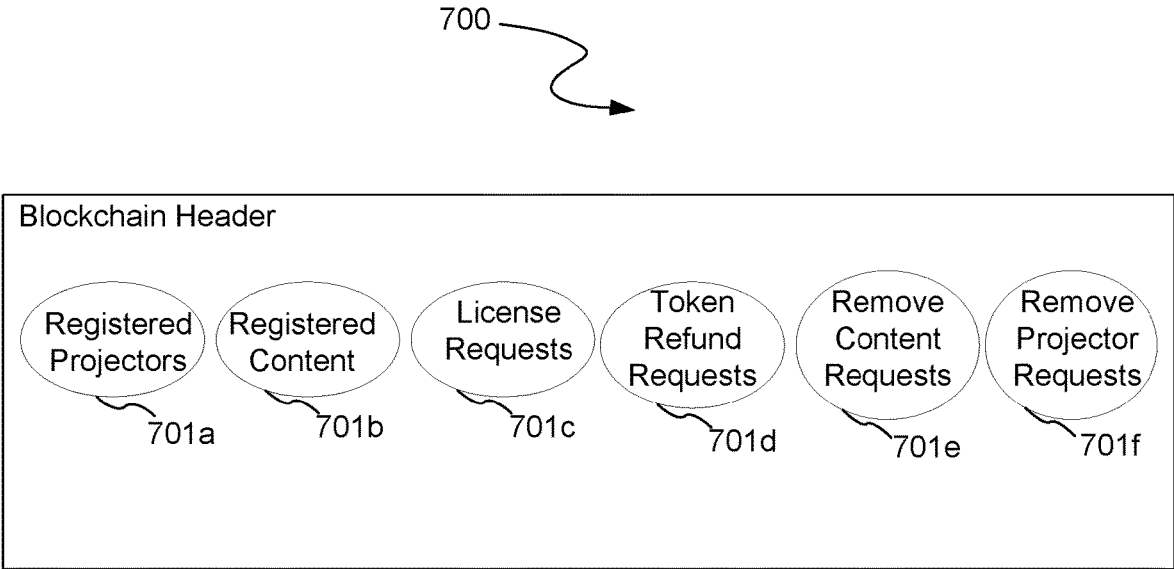 700
Blockchain Header
Registered
Projectors
701a
Registered
Content
701b
License
Requests
701c
Token
Refund
Requests
701d
Remove
Content
Requests
701e
Remove
Projector
Requests
701f